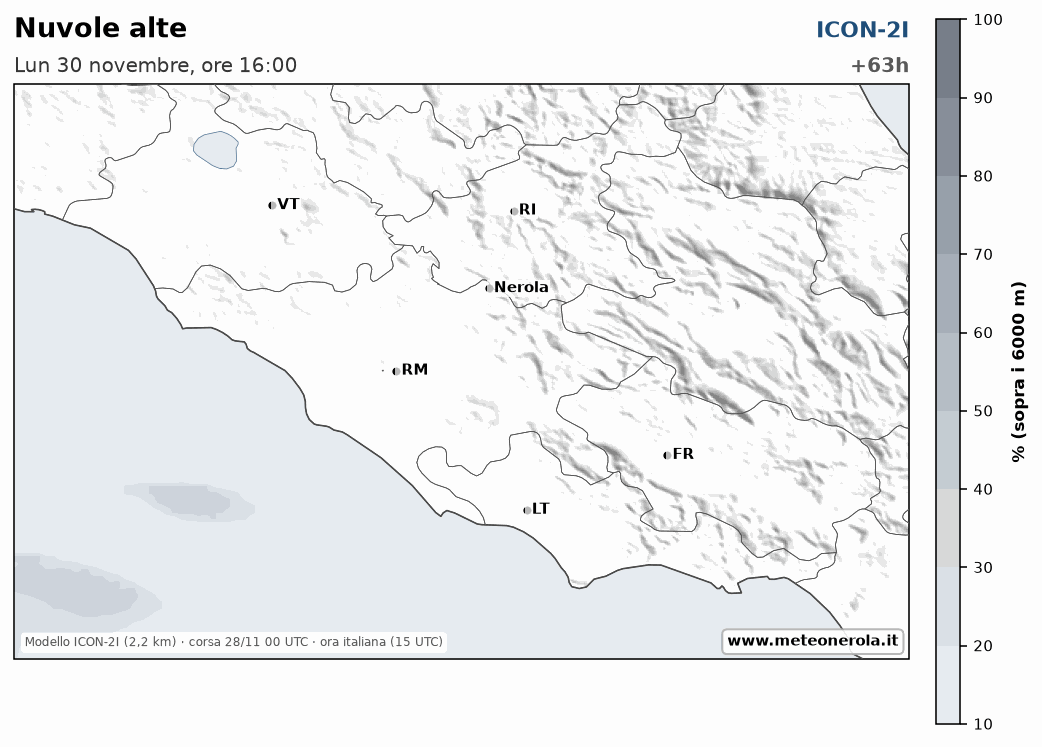 Nuvole alte
ICON-2I
Lun 30 novembre, ore 16:00
+63h
VT
RI
Nerola
RM
FR
LT
Modello ICON-2I (2,2 km) · corsa 28/11 00 UTC · ora italiana (15 UTC)
www.meteonerola.it
100
90
80
70
60
50
40
30
20
10
% (sopra i 6000 m)